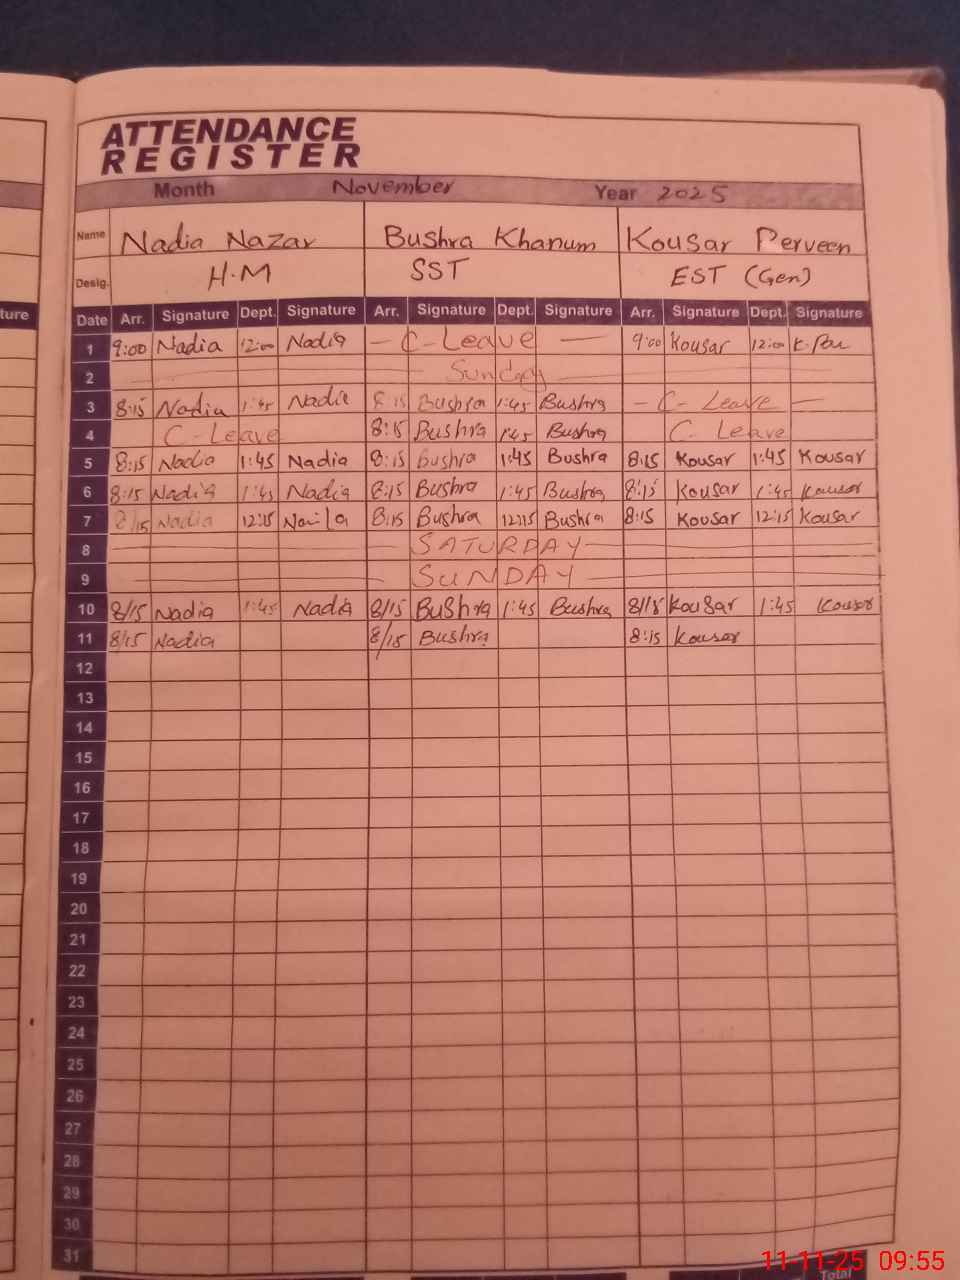 ture
ATTENDANCE
REGISTER
Month November Year 2025
Name Nadia Nazar Bushra Khanum Kousar Perveen
Desig. H.M SST EST (Gen)
Date Arr. Signature Dept. Signature Arr. Signature Dept. Signature Arr. Signature Dept. Signature
1 9:00 Nadia 12:00 Nadia - C-Leave - 9:00 Kousar 12:00
2 Sunday
3 8:15 Nadia 1:45 Nadia 8:15 Bushra 1:45 Bushra - C- Leave -
4 C-Leave 8:15 Bushra 1:45 Bushra C. Leave
5 8:15 Nadia 1:45 Nadia 8:15 Bushra 1:45 Bushra 8:15 Kousar 1:45 Kousar
6 8:15 Nadia 1:45 Nadia 8:15 Bushra 1:45 Bushra 8:15 Kousar 1:45 Kousar
7 8/15 Nadia 12:15 8:15 Bushra 12:15 Bushra 8:15 Kousar 12:15 Kousar
8 SATURDAY
9 SUNDAY
10 8/15 Nadia 1:45 Nadia 8/15 BuShra 1:45 Bushra 8/15 Kousar 1:45 Kousar
11 8/15 Nadia 8/15 Bushra 8:15 Kousar
12
13
14
15
16
17
18
19
20
21
22
23
24
25
26
27
28
29
30
31
Total
11-11-25 09:55